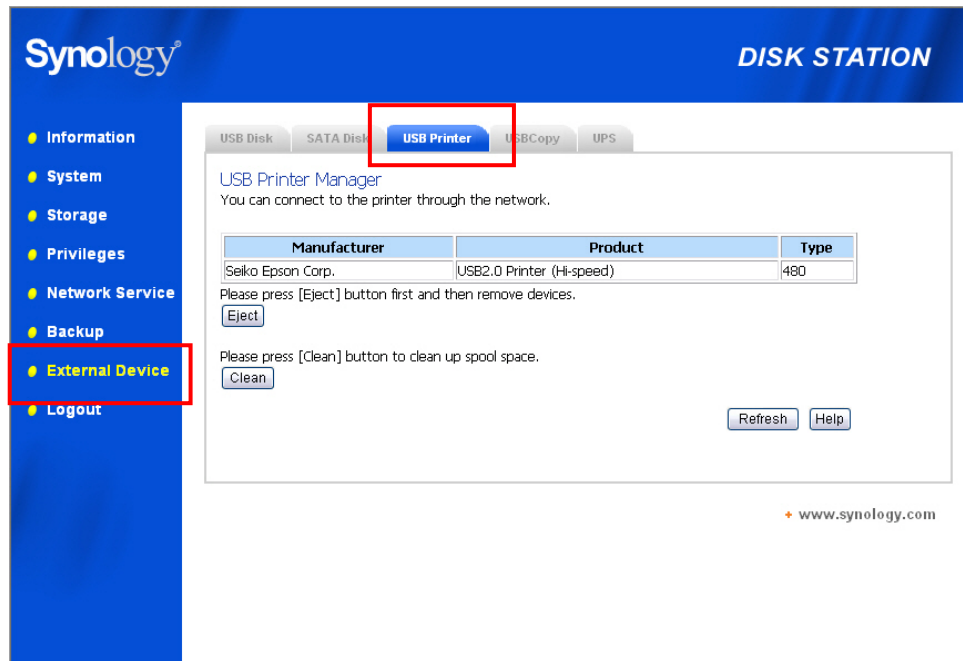 Synology®
DISK STATION
Information
System
Storage
Privileges
Network Service
Backup
External Device
Logout
USB Disk SATA Disk USB Printer USBCopy UPS
USB Printer Manager
You can connect to the printer through the network.
Manufacturer Product Type
Seiko Epson Corp. USB2.0 Printer (Hi-speed) 480
Please press [Eject] button first and then remove devices.
Eject
Please press [Clean] button to clean up spool space.
Clean
Refresh Help
www.synology.com